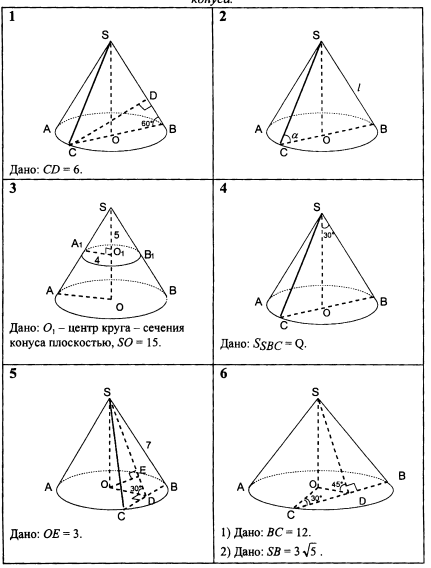 конуса.
1
2
S
D
60°
A
O
B
C
Дано: CD = 6.
S
l
A
α
O
B
C
3
4
S
5
A₁
O₁
B₁
4
A
O
B
Дано: O₁ – центр круга – сечения
конуса плоскостью, SO = 15.
S
30°
A
O
B
C
Дано: S_SBC = Q.
5
6
S
7
E
O
30°
A
B
D
C
Дано: OE = 3.
S
O
45°
B
A
30°
D
C
1) Дано: BC = 12.
2) Дано: SB = 3√5 .